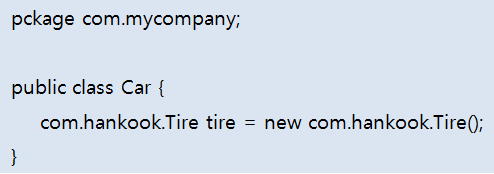 pckage com.mycompany;
public class Car {
com.hankook.Tire tire = new com.hankook.Tire();
}